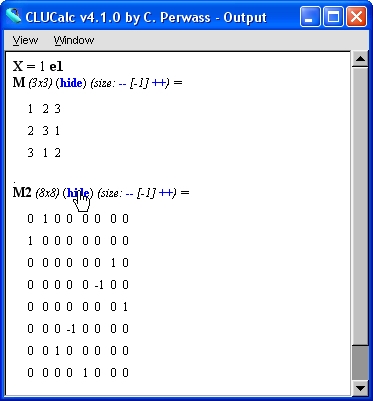 CLUCalc v4.1.0 by C. Perwass - Output
View Window
X = 1 e1
M (3x3) (hide) (size: -- [-1] ++) =
1 2 3
2 3 1
3 1 2
.
M2 (8x8) (hide) (size: -- [-1] ++) =
0 1 0 0 0 0 0 0
1 0 0 0 0 0 0 0
0 0 0 0 0 0 1 0
0 0 0 0 0 -1 0 0
0 0 0 0 0 0 0 1
0 0 0 -1 0 0 0 0
0 0 1 0 0 0 0 0
0 0 0 0 1 0 0 0